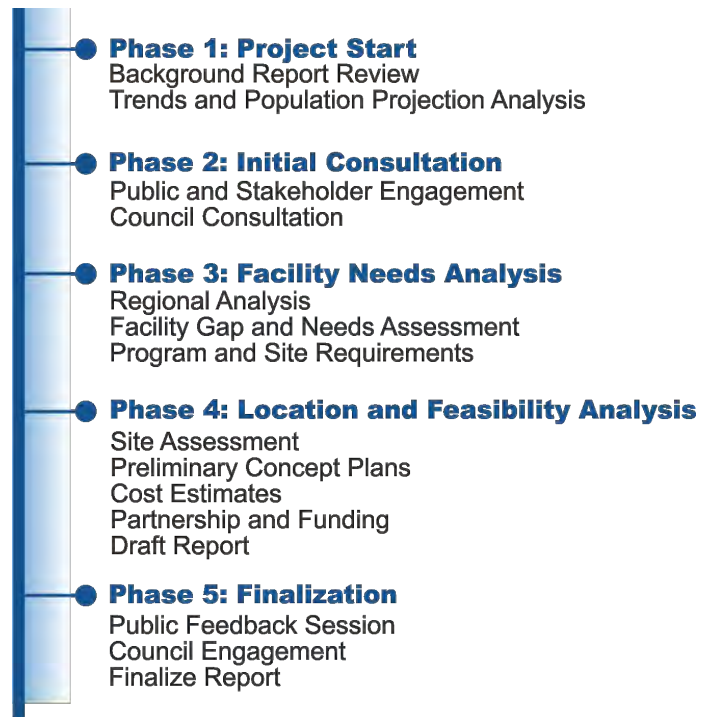 Phase 1: Project Start
Background Report Review
Trends and Population Projection Analysis
Phase 2: Initial Consultation
Public and Stakeholder Engagement
Council Consultation
Phase 3: Facility Needs Analysis
Regional Analysis
Facility Gap and Needs Assessment
Program and Site Requirements
Phase 4: Location and Feasibility Analysis
Site Assessment
Preliminary Concept Plans
Cost Estimates
Partnership and Funding
Draft Report
Phase 5: Finalization
Public Feedback Session
Council Engagement
Finalize Report